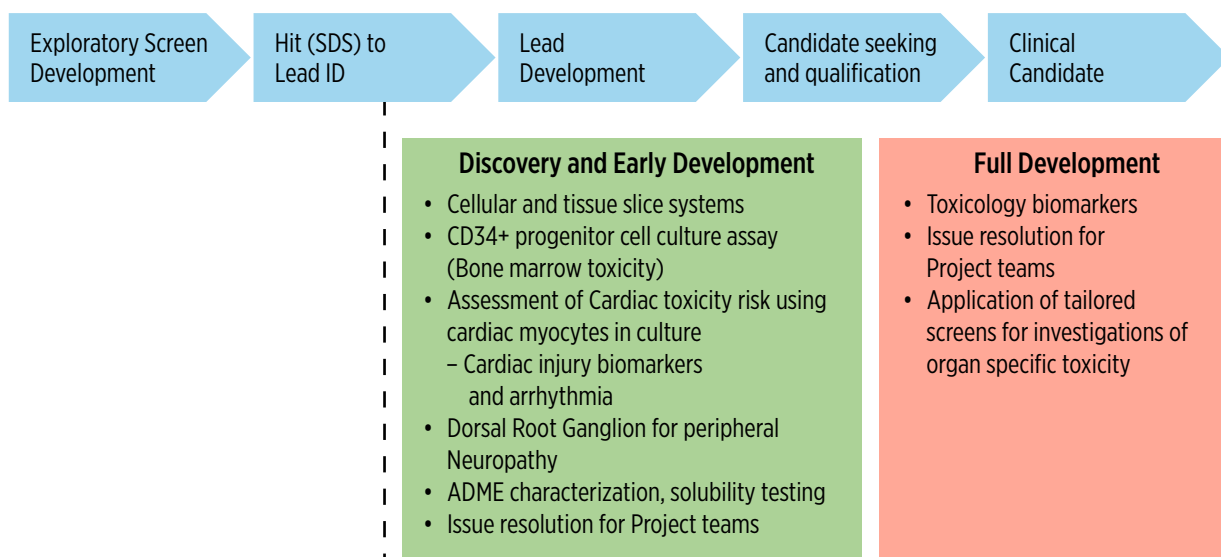 Exploratory Screen
Development
Hit (SDS) to
Lead ID
Lead
Development
Candidate seeking
and qualification
Clinical
Candidate
Discovery and Early Development
• Cellular and tissue slice systems
• CD34+ progenitor cell culture assay
(Bone marrow toxicity)
• Assessment of Cardiac toxicity risk using
cardiac myocytes in culture
– Cardiac injury biomarkers
and arrhythmia
• Dorsal Root Ganglion for peripheral
Neuropathy
• ADME characterization, solubility testing
• Issue resolution for Project teams
Full Development
• Toxicology biomarkers
• Issue resolution for
Project teams
• Application of tailored
screens for investigations of
organ specific toxicity